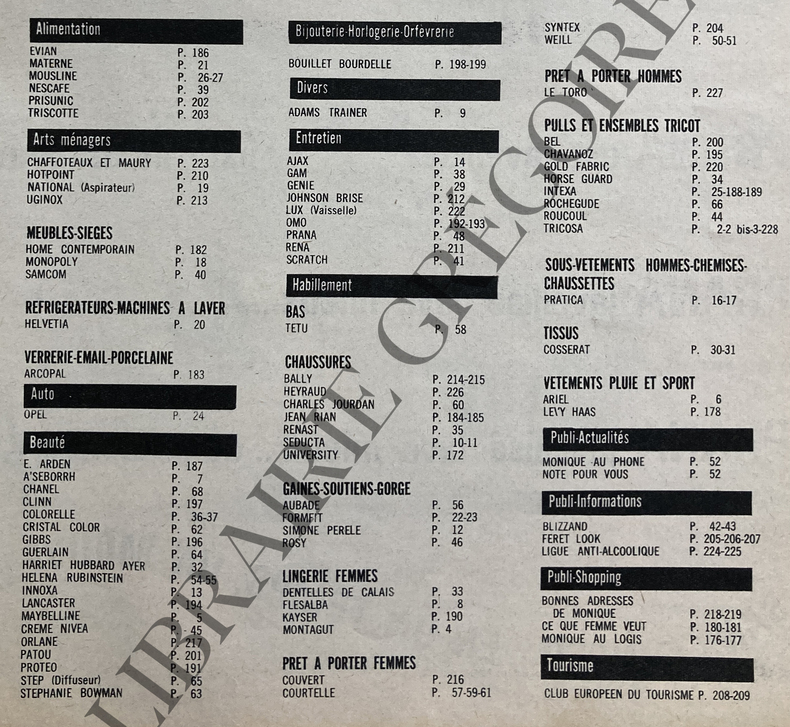 Alimentation
EVIAN P. 186
MATERNE P. 21
MOUSLINE P. 26-27
NESCAFE P. 39
PRISUNIC P. 202
TRISCOTTE P. 203
Arts ménagers
CHAFFOTEAUX ET MAURY P. 223
HOTPOINT P. 210
NATIONAL (Aspirateur) P. 19
UGINOX P. 213
MEUBLES-SIEGES
HOME CONTEMPORAIN P. 182
MONOPOLY P. 18
SAMCOM P. 40
REFRIGERATEURS-MACHINES A LAVER
HELVETIA P. 20
VERRERIE-EMAIL-PORCELAINE
ARCOPAL P. 183
Auto
OPEL P. 24
Beauté
E. ARDEN P. 187
A'SEBORRH P. 7
CHANEL P. 68
CLINN P. 197
COLORELLE P. 36-37
CRISTAL COLOR P. 62
GIBBS P. 196
GUERLAIN P. 64
HARRIET HUBBARD AYER P. 32
HELENA RUBINSTEIN P. 54-55
INNOXA P. 13
LANCASTER P. 194
MAYBELLINE P. 5
CREME NIVEA P. 45
ORLANE P. 217
PATOU P. 201
PROTEO P. 191
STEP (Diffuseur) P. 65
STEPHANIE BOWMAN P. 63
Bijouterie-Horlogerie-Orfèvrerie
BOUILLET BOURDELLE P. 198-199
Divers
ADAMS TRAINER P. 9
Entretien
AJAX P. 14
GAM P. 38
GENIE P. 29
JOHNSON BRISE P. 212
LUX (Vaisselle) P. 222
OMO P. 192-193
PRANA P. 48
RENA P. 211
SCRATCH P. 41
Habillement
BAS
TETU P. 58
CHAUSSURES
BALLY P. 214-215
HEYRAUD P. 226
CHARLES JOURDAN P. 60
JEAN RIAN P. 184-185
RENAST P. 35
SEDUCTA P. 10-11
UNIVERSITY P. 172
GAINES-SOUTIENS-GORGE
AUBADE P. 56
FORMFIT P. 22-23
SIMONE PERELE P. 12
ROSY P. 46
LINGERIE FEMMES
DENTELLES DE CALAIS P. 33
FLESALBA P. 8
KAYSER P. 190
MONTAGUT P. 4
PRET A PORTER FEMMES
COUVERT P. 216
COURTELLE P. 57-59-61
SYNTEX P. 204
WEILL P. 50-51
PRET A PORTER HOMMES
LE TORO P. 227
PULLS ET ENSEMBLES TRICOT
BEL P. 200
CHAVANOZ P. 195
GOLD FABRIC P. 220
HORSE GUARD P. 34
INTEXA P. 25-188-189
ROCHEGUDE P. 66
ROUCOUL P. 44
TRICOSA P. 2-2 bis-3-228
SOUS-VETEMENTS HOMMES-CHEMISES-
CHAUSSETTES
PRATICA P. 16-17
TISSUS
COSSERAT P. 30-31
VETEMENTS PLUIE ET SPORT
ARIEL P. 6
LEVY HAAS P. 178
Publi-Actualités
MONIQUE AU PHONE P. 52
NOTE POUR VOUS P. 52
Publi-Informations
BLIZZAND P. 42-43
FERET LOOK P. 205-206-207
LIGUE ANTI-ALCOOLIQUE P. 224-225
Publi-Shopping
BONNES ADRESSES
DE MONIQUE P. 218-219
CE QUE FEMME VEUT P. 180-181
MONIQUE AU LOGIS P. 176-177
Tourisme
CLUB EUROPEEN DU TOURISME P. 208-209
LIBRAIRIE GREGOIRE